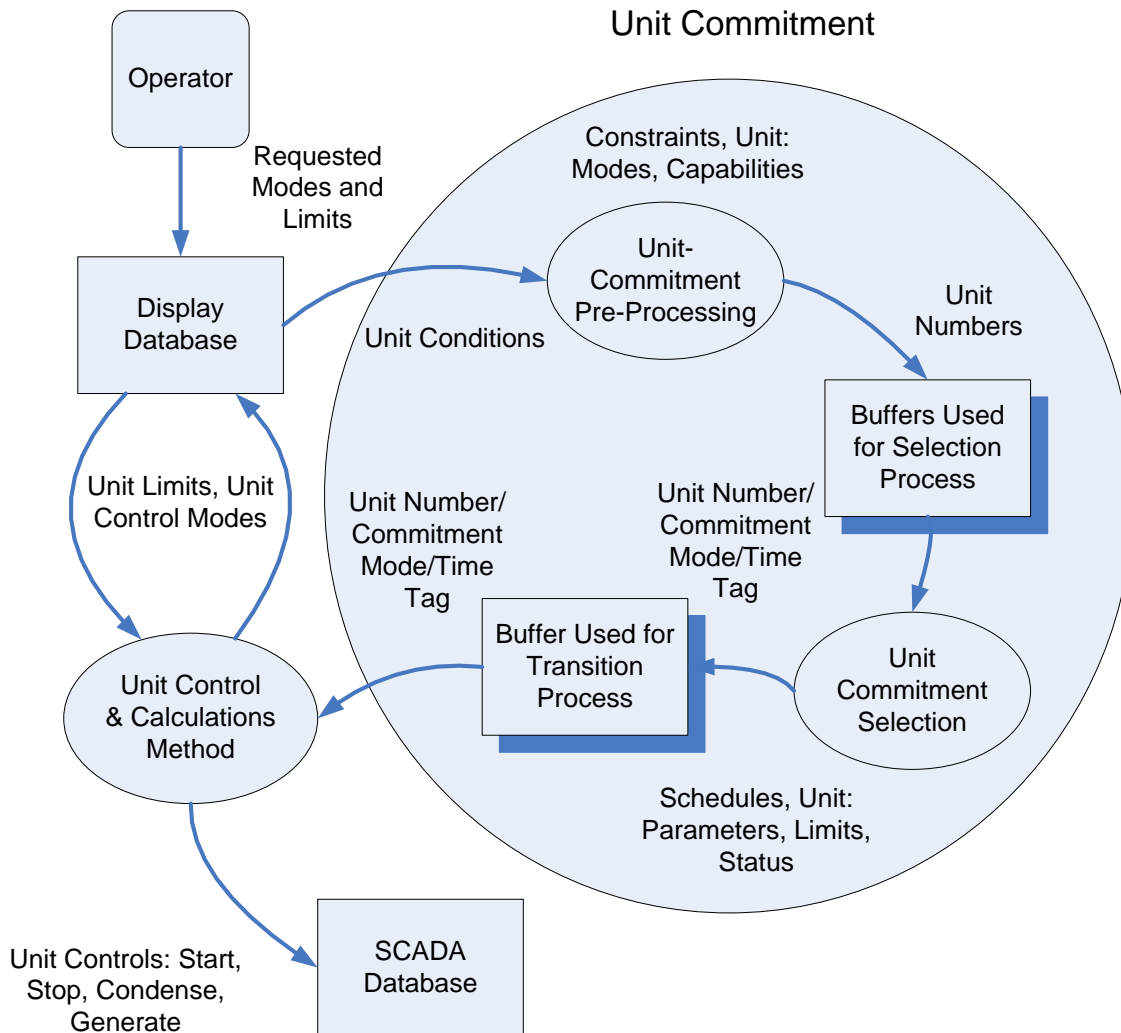 Unit Commitment
Operator
Requested
Modes and
Limits
Constraints, Unit:
Modes, Capabilities
Unit-
Commitment
Pre-Processing
Display
Database
Unit Conditions
Unit
Numbers
Buffers Used
for Selection
Process
Unit Limits, Unit
Control Modes
Unit Number/
Commitment
Mode/Time
Tag
Unit Number/
Commitment
Mode/Time
Tag
Buffer Used for
Transition
Process
Unit
Commitment
Selection
Unit Control
& Calculations
Method
Schedules, Unit:
Parameters, Limits,
Status
Unit Controls: Start,
Stop, Condense,
Generate
SCADA
Database